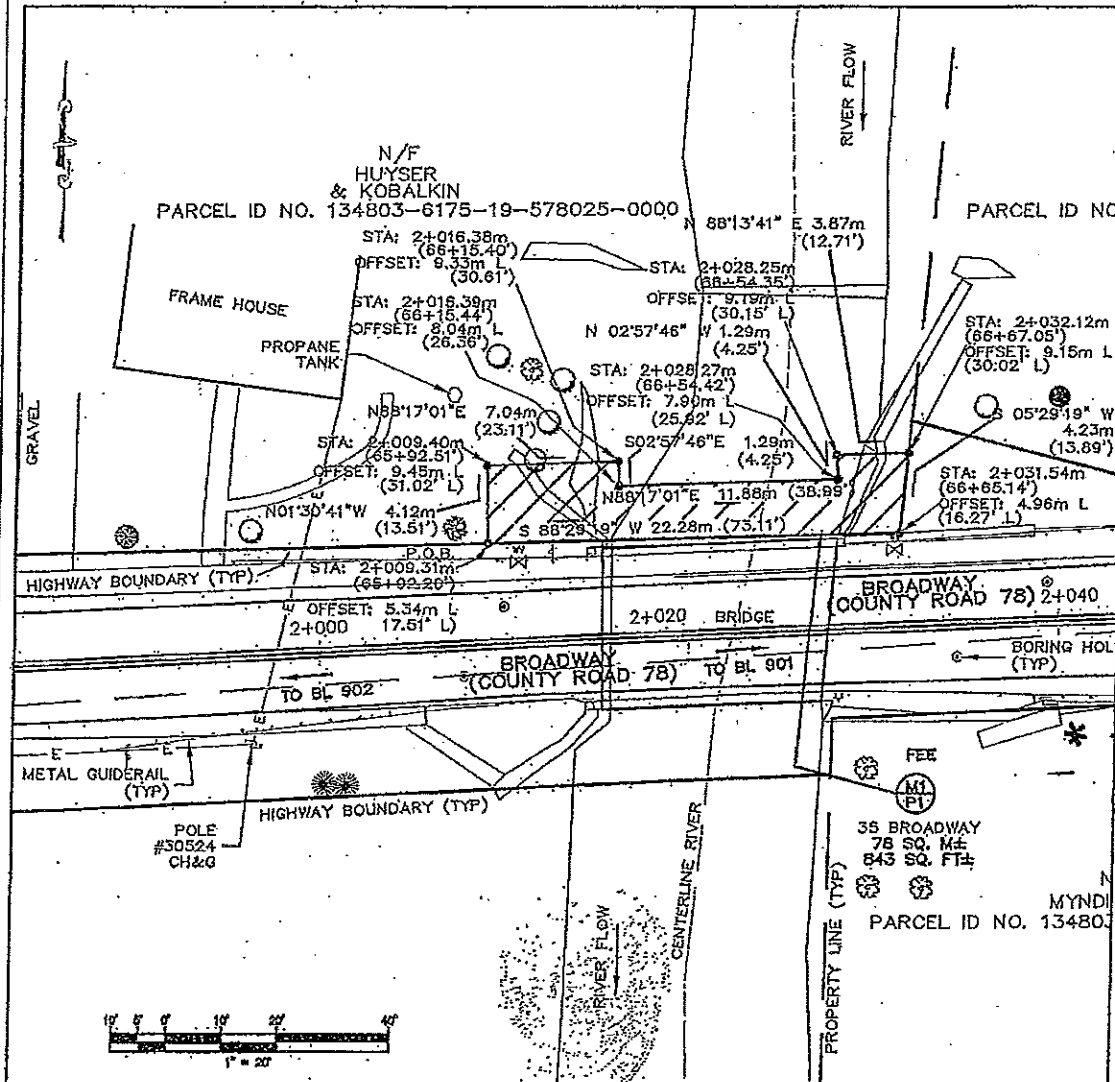 RIVER FLOW
N/F
HUYSER
& KOBALKIN
PARCEL ID NO. 134803-6175-19-578025-0000
N 88°13'41" E 3.87m
(12.71')
PARCEL ID NO
STA: 2+016.38m
(66+15.40')
OFFSET: 9.33m L
(30.61')
STA: 2+028.25m
(66+54.35')
OFFSET: 9.19m L
(30.15' L)
FRAME HOUSE
STA: 2+016.39m
(66+15.44')
OFFSET: 8.04m L
(26.36')
N 02°57'46" W 1.29m
(4.25')
STA: 2+032.12m
(66+67.05')
OFFSET: 9.15m L
(30.02' L)
PROPANE
TANK
STA: 2+028.27m
(66+54.42')
OFFSET: 7.90m L
(25.92' L)
N88°17'01"E 7.04m
(23.11')
S 05°29'19" W
4.23m
(13.89')
GRAVEL
STA: 2+009.40m
(65+92.51')
OFFSET: 9.45m L
(31.02' L)
S02°57'46"E 1.29m
(4.25')
STA: 2+031.54m
(66+65.14')
OFFSET: 4.96m L
(16.27' L)
N88°17'01"E 11.88m (38.99')
N01°30'41"W 4.12m
(13.51')
W 22.28m (73.11')
P.O.B.
HIGHWAY BOUNDARY (TYP)
STA: 2+009.31m
(65+92.20')
OFFSET: 5.34m L
17.51' L)
BROADWAY
(COUNTY ROAD 78)
2+040
2+000
2+020
BRIDGE
BORING HOL
(TYP)
BROADWAY
(COUNTY ROAD 78)
TO BL 902
TO BL 901
E
E
E
E
E
METAL GUIDERAIL
(TYP)
FEE
M1
P1
HIGHWAY BOUNDARY (TYP)
POLE
#30524
CH&G
35 BROADWAY
78 SQ. M±
843 SQ. FT±
MYNDI
PARCEL ID NO. 134803
CENTERLINE RIVER
RIVER FLOW
PROPERTY LINE (TYP)
10' 5' 0' 10' 20' 40'
1" = 20'